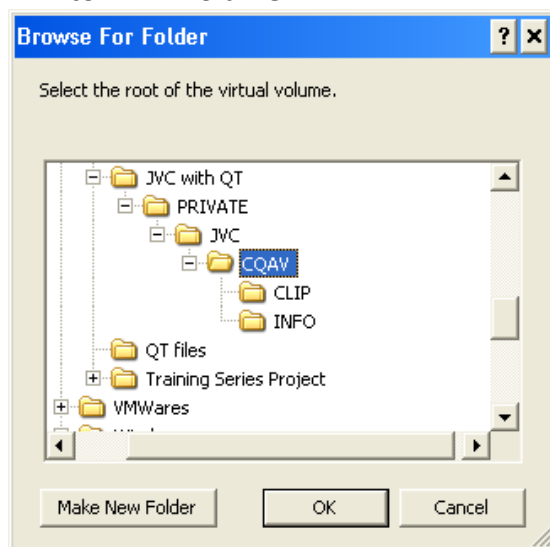 Browse For Folder
Select the root of the virtual volume.
JVC with QT
PRIVATE
JVC
CQAV
CLIP
INFO
QT files
Training Series Project
VMWares
Make New Folder
OK
Cancel